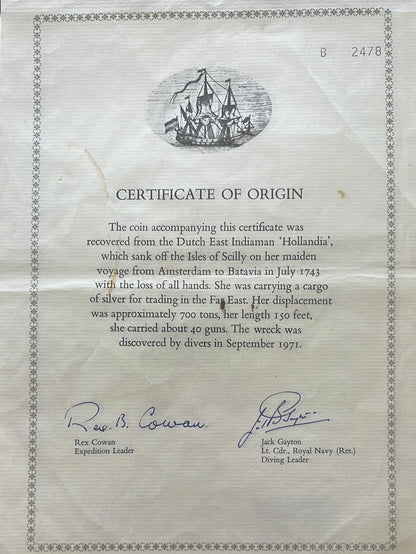 B 2478
CERTIFICATE OF ORIGIN
The coin accompanying this certificate was
recovered from the Dutch East Indiaman ‘Hollandia’,
which sank off the Isles of Scilly on her maiden
voyage from Amsterdam to Batavia in July 1743
with the loss of all hands. She was carrying a cargo
of silver for trading in the Far East. Her displacement
was approximately 700 tons, her length 150 feet,
she carried about 40 guns. The wreck was
discovered by divers in September 1971.
Rex. B. Cowan.
Rex Cowan
Expedition Leader
Jack Gayton
Lt. Cdr., Royal Navy (Ret.)
Diving Leader